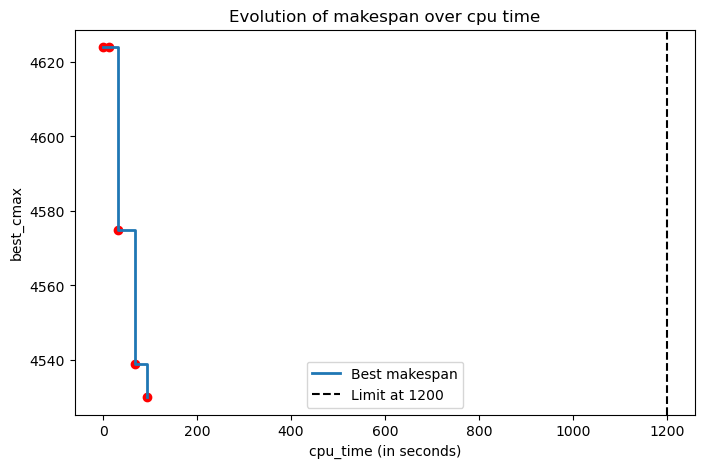 Evolution of makespan over cpu time
best_cmax
4620
4600
4580
4560
4540
Best makespan
Limit at 1200
0
200
400
600
800
1000
1200
cpu_time (in seconds)